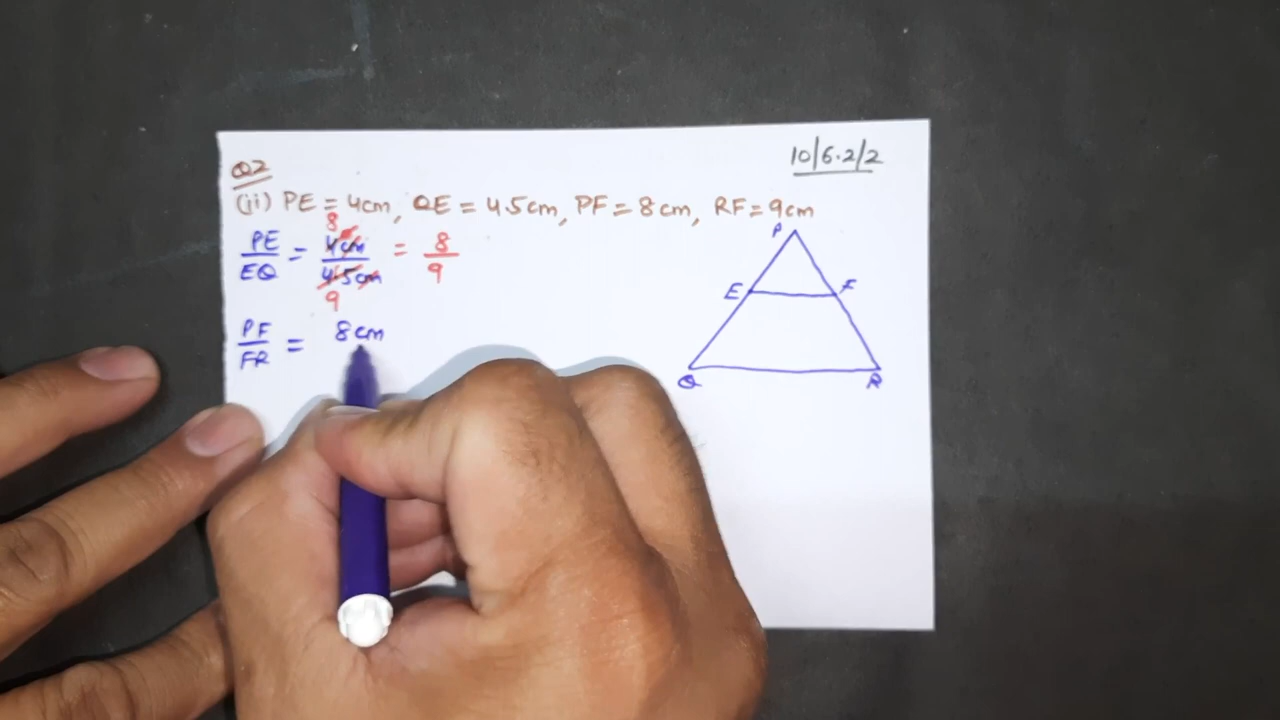 Q2
10/6.2/2
(ii) PE = 4cm, QE = 4.5cm, PF = 8cm, RF = 9cm
8
PE/EQ = 4cm/4.5cm = 8/9
9
PF/FR = 8cm
P
E F
Q R